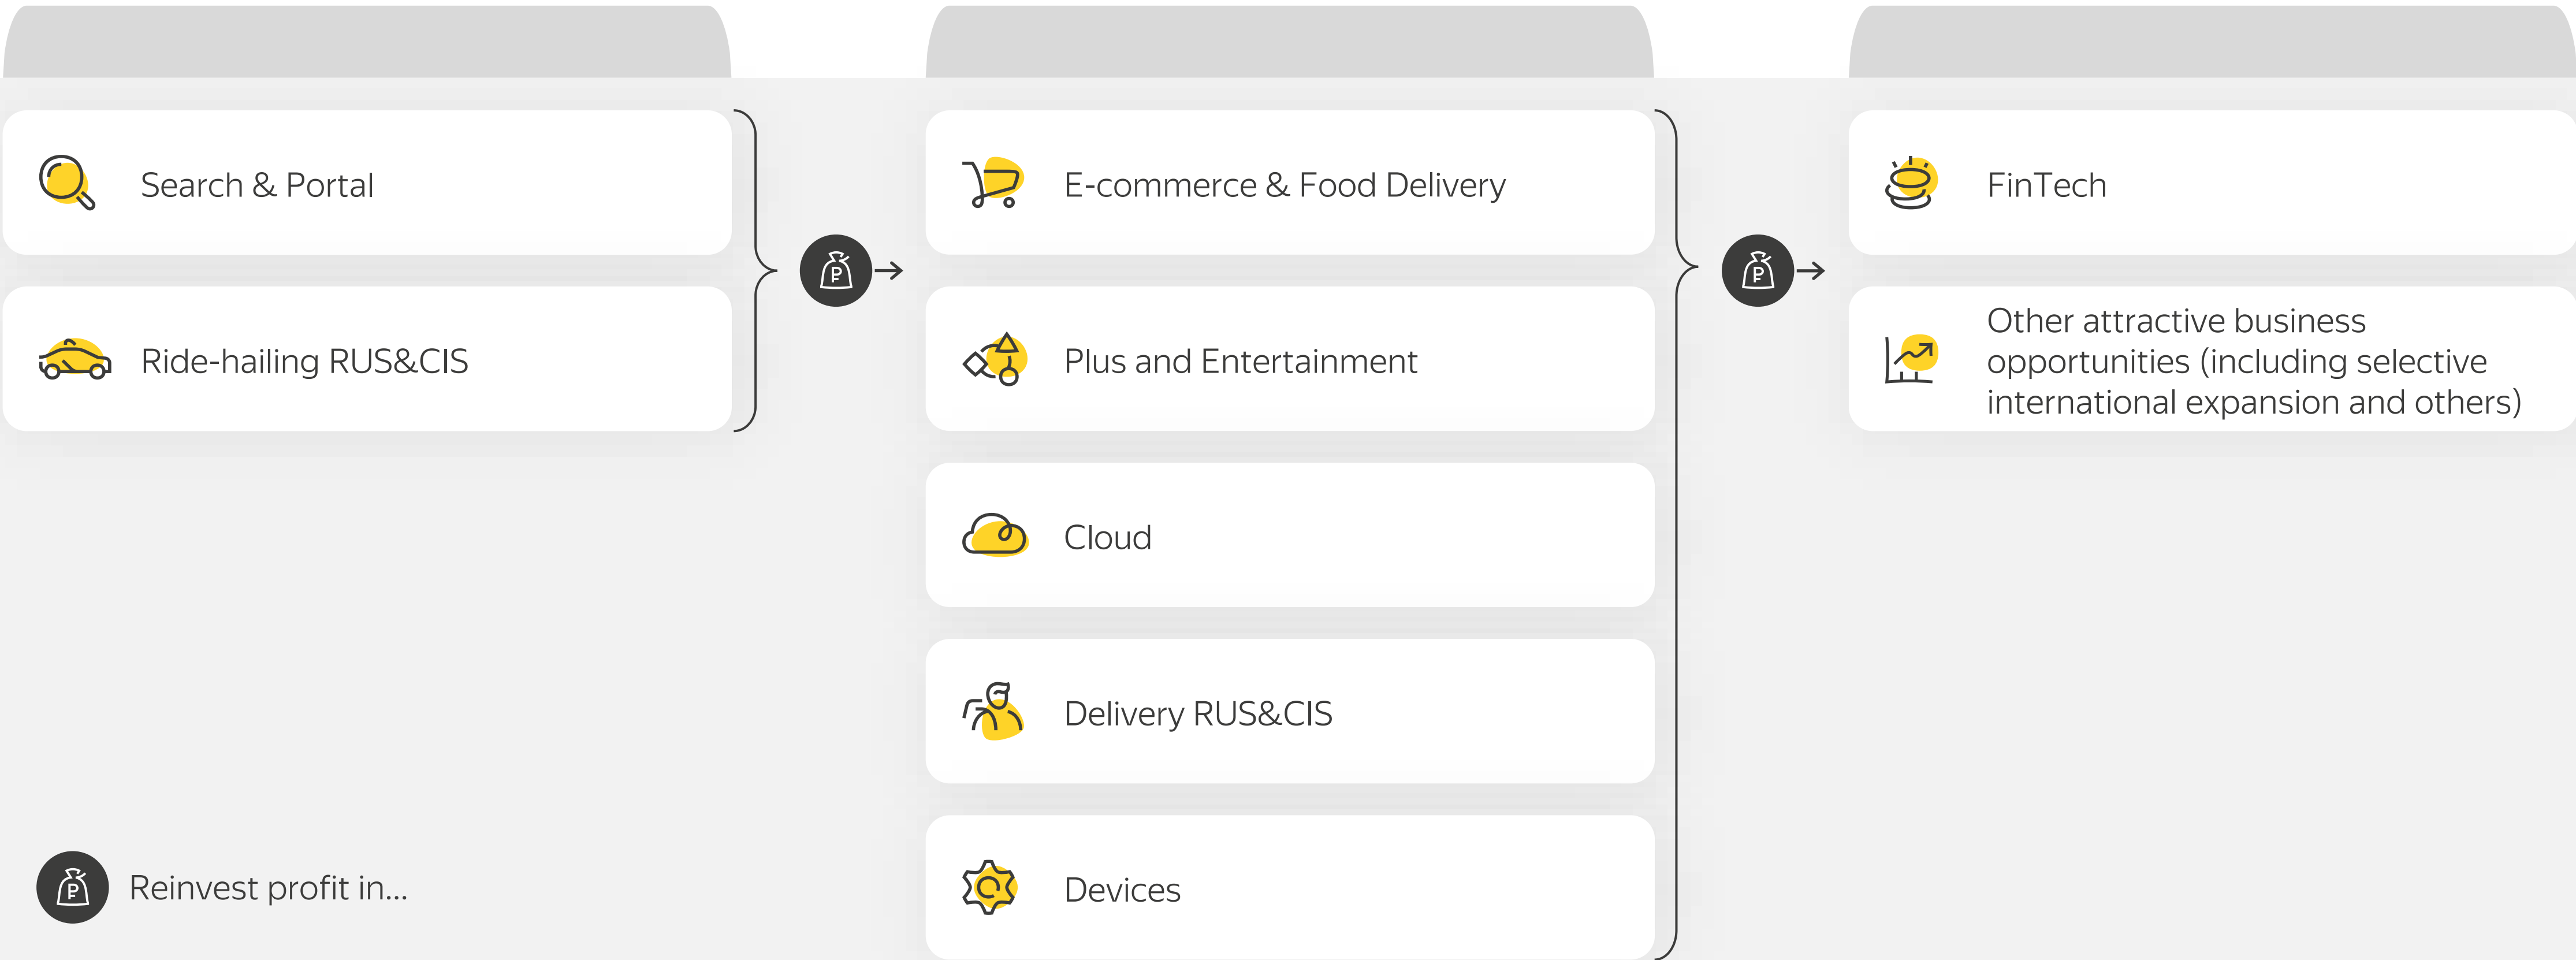 Search & Portal
Ride-hailing RUS&CIS
E-commerce & Food Delivery
Plus and Entertainment
Cloud
Delivery RUS&CIS
Devices
FinTech
Other attractive business
opportunities (including selective
international expansion and others)
Reinvest profit in...